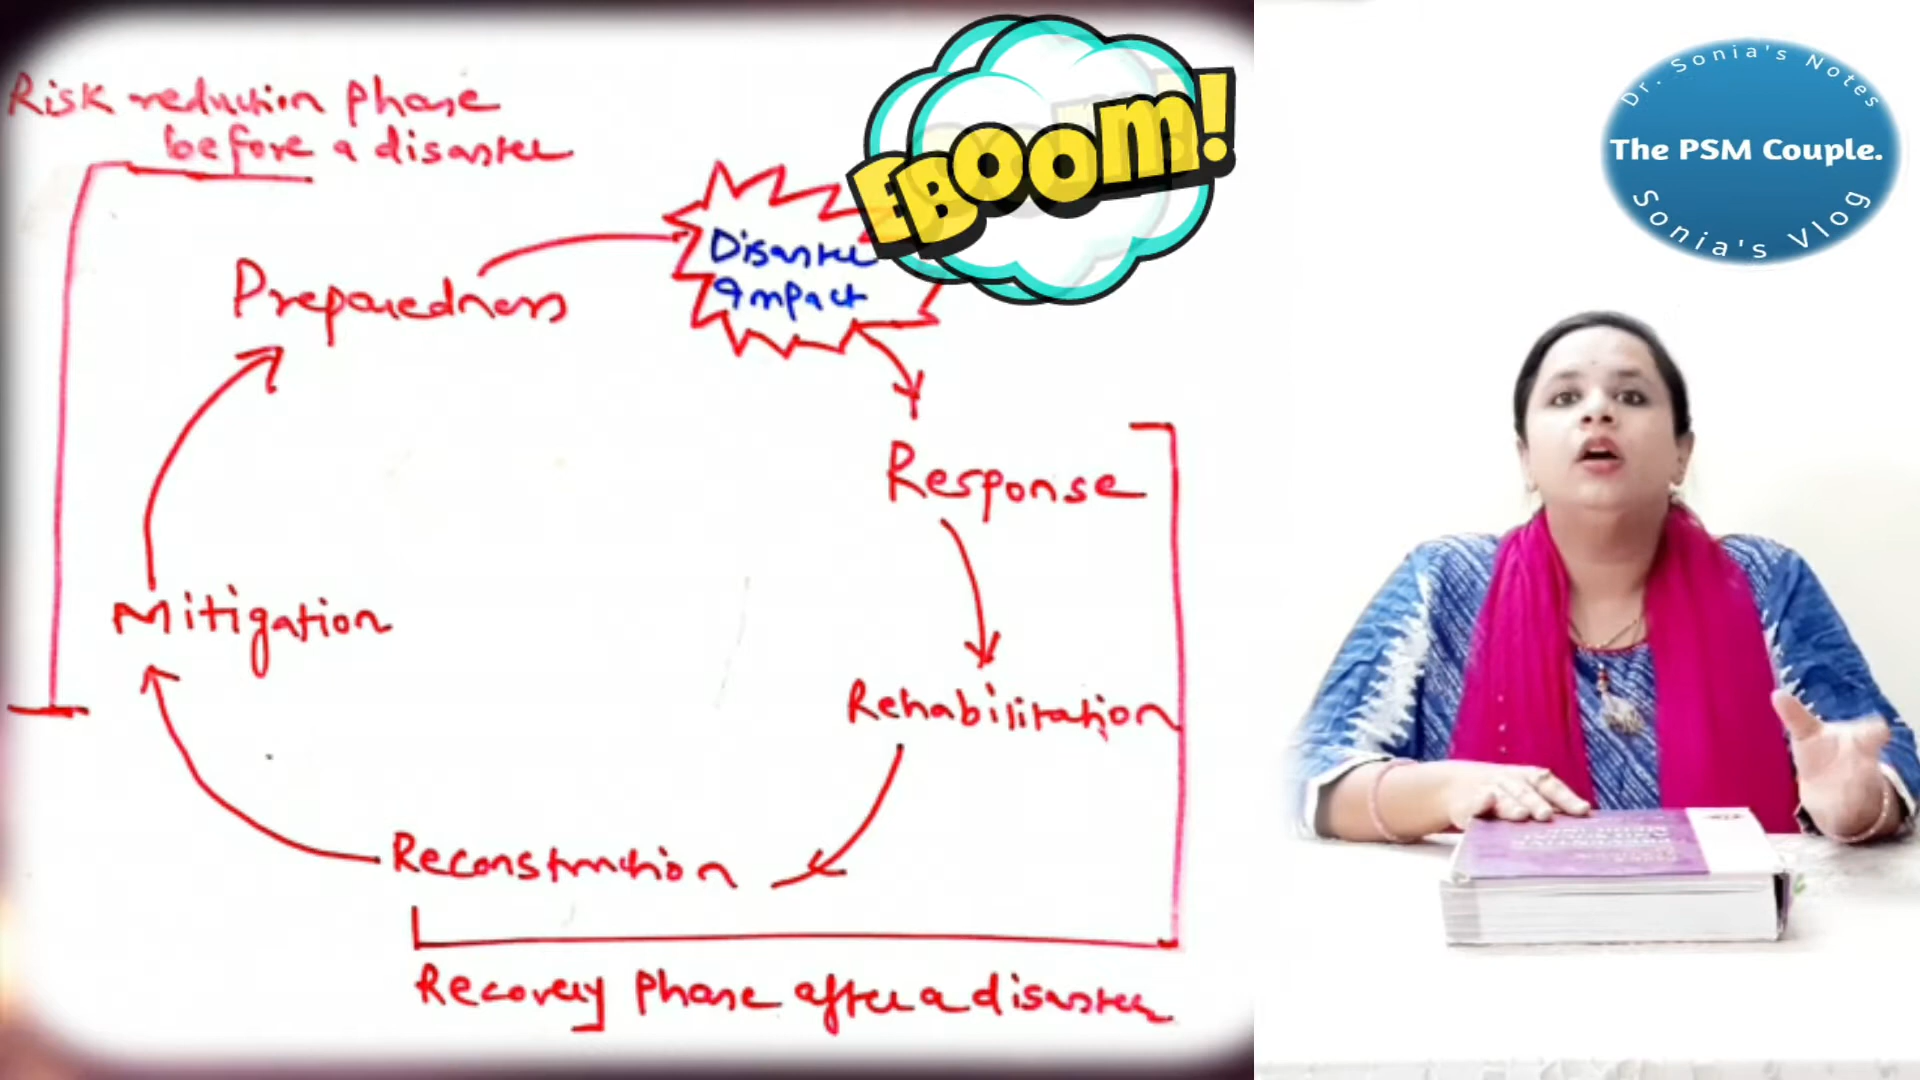 Risk reduction phase
before a disaster
Preparedness
Disaster
Impact
BOOM!
Response
Mitigation
Rehabilitation
Reconstruction
Recovery phase after a disaster
Dr. Sonia's Notes
The PSM Couple.
Sonia's Vlog